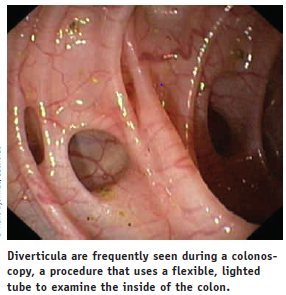 Diverticula are frequently seen during a colonos-
copy, a procedure that uses a flexible, lighted
tube to examine the inside of the colon.